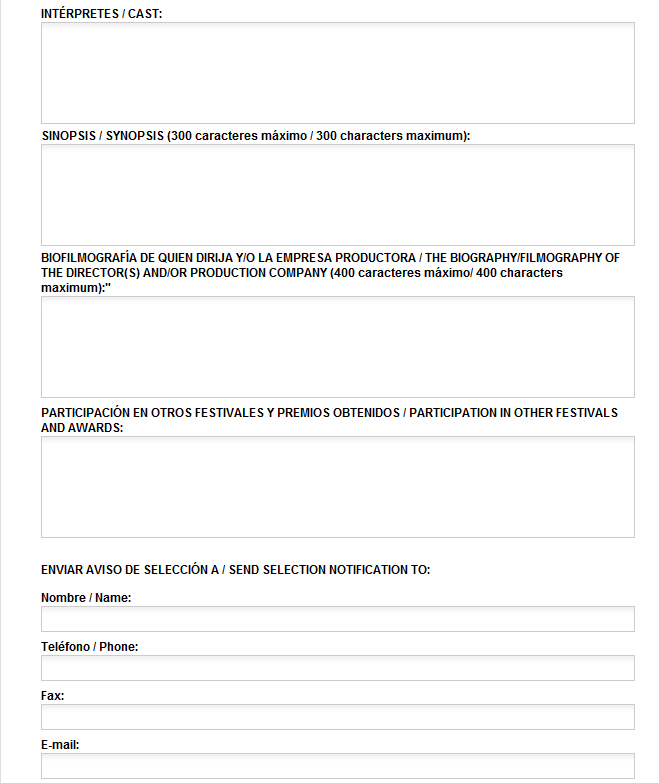 INTÉRPRETES / CAST:
SINOPSIS / SYNOPSIS (300 caracteres máximo / 300 characters maximum):
BIOFILMOGRAFÍA DE QUIEN DIRIJA Y/O LA EMPRESA PRODUCTORA / THE BIOGRAPHY/FILMOGRAPHY OF
THE DIRECTOR(S) AND/OR PRODUCTION COMPANY (400 caracteres máximo/ 400 characters
maximum):"
PARTICIPACIÓN EN OTROS FESTIVALES Y PREMIOS OBTENIDOS / PARTICIPATION IN OTHER FESTIVALS
AND AWARDS:
ENVIAR AVISO DE SELECCIÓN A / SEND SELECTION NOTIFICATION TO:
Nombre / Name:
Teléfono / Phone:
Fax:
E-mail: